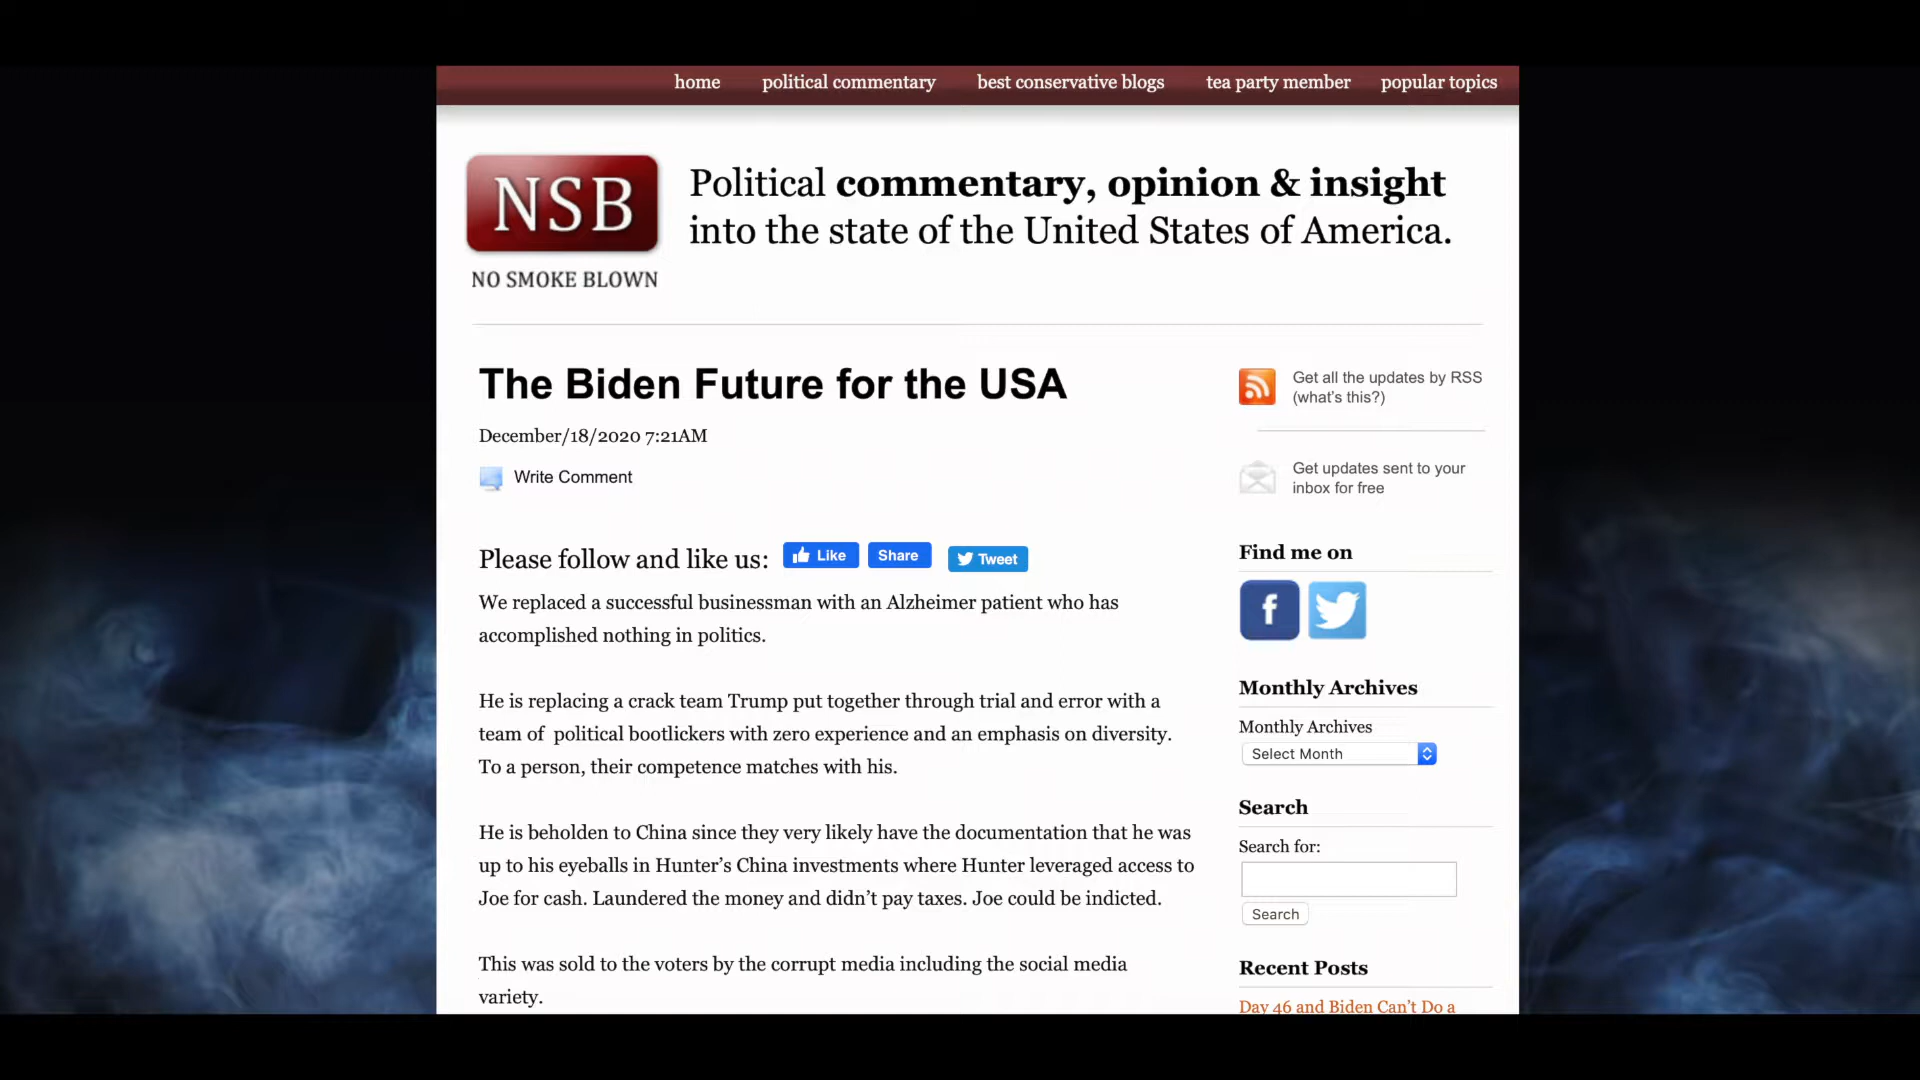 home political commentary best conservative blogs tea party member popular topics
NSB
NO SMOKE BLOWN
Political commentary, opinion & insight
into the state of the United States of America.
The Biden Future for the USA
December/18/2020 7:21AM
Write Comment
Please follow and like us: Like Share Tweet
We replaced a successful businessman with an Alzheimer patient who has
accomplished nothing in politics.
He is replacing a crack team Trump put together through trial and error with a
team of  political bootlickers with zero experience and an emphasis on diversity.
To a person, their competence matches with his.
He is beholden to China since they very likely have the documentation that he was
up to his eyeballs in Hunter’s China investments where Hunter leveraged access to
Joe for cash. Laundered the money and didn’t pay taxes. Joe could be indicted.
This was sold to the voters by the corrupt media including the social media
variety.
Get all the updates by RSS
(what's this?)
Get updates sent to your
inbox for free
Find me on
f
Monthly Archives
Monthly Archives
Select Month
Search
Search for:
Search
Recent Posts
Day 46 and Biden Can’t Do a